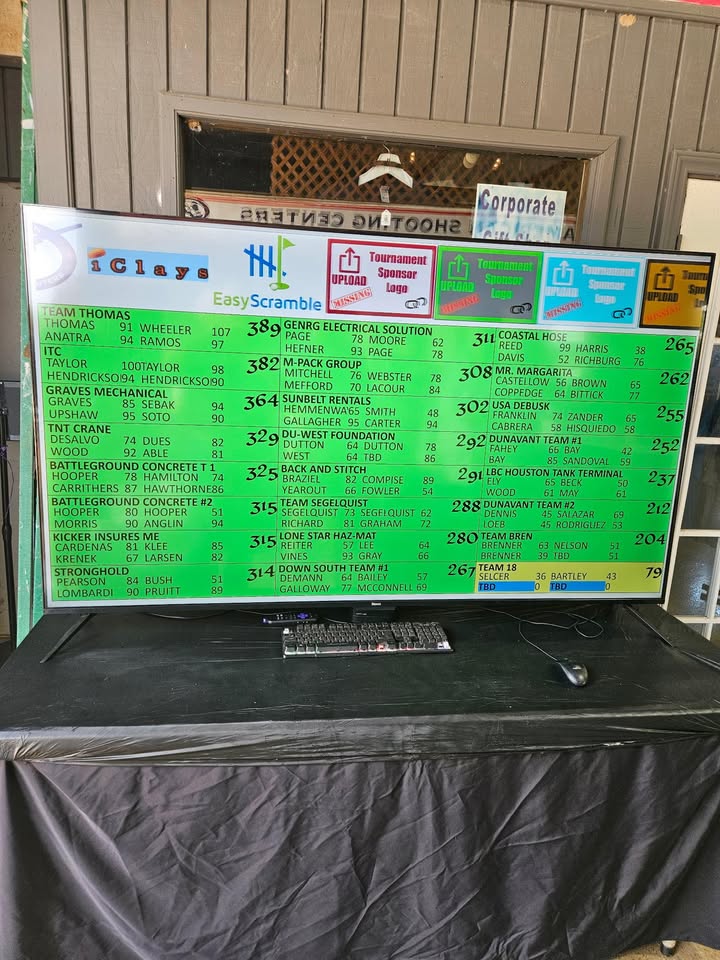 Corporate
SHOOTING CENTERS
iClays
EasyScramble
UPLOAD
MISSING
Tournament
Sponsor
Logo
UPLOAD
MISSING
Tournament
Sponsor
Logo
UPLOAD
MISSING
Tournament
Sponsor
Logo
UPLOAD
MISSING
TEAM THOMAS 389
THOMAS 91 WHEELER 107
ANATRA 94 RAMOS 97
ITC 382
TAYLOR 100TAYLOR 98
HENDRICKSO94 HENDRICKSO90
GRAVES MECHANICAL 364
GRAVES 85 SEBAK 94
UPSHAW 95 SOTO 90
TNT CRANE 329
DESALVO 74 DUES 82
WOOD 92 ABLE 81
BATTLEGROUND CONCRETE T 1 325
HOOPER 78 HAMILTON 74
CARRITHERS 87 HAWTHORNE86
BATTLEGROUND CONCRETE #2 315
HOOPER 80 HOOPER 51
MORRIS 90 ANGLIN 94
KICKER INSURES ME 315
CARDENAS 81 KLEE 85
KRENEK 67 LARSEN 82
STRONGHOLD 314
PEARSON 84 BUSH 51
LOMBARDI 90 PRUITT 89
GENRG ELECTRICAL SOLUTION 311
PAGE 78 MOORE 62
HEFNER 93 PAGE 78
M-PACK GROUP 308
MITCHELL 76 WEBSTER 78
MEFFORD 70 LACOUR 84
SUNBELT RENTALS 302
HEMMENWA'65 SMITH 48
GALLAGHER 95 CARTER 94
DU-WEST FOUNDATION 292
DUTTON 64 DUTTON 78
WEST 64 TBD 86
BACK AND STITCH 291
BRAZIEL 82 COMPISE 89
YEAROUT 66 FOWLER 54
TEAM SEGELQUIST 288
SEGELQUIST 73 SEGELQUIST 62
RICHARD 81 GRAHAM 72
LONE STAR HAZ-MAT 280
REITER 57 LEE 64
VINES 93 GRAY 66
DOWN SOUTH TEAM #1 267
DEMANN 64 BAILEY 57
GALLOWAY 77 MCCONNELL 69
COASTAL HOSE 265
REED 99 HARRIS 38
DAVIS 52 RICHBURG 76
MR. MARGARITA 262
CASTELLOW 56 BROWN 65
COPPEDGE 64 BITTICK 77
USA DEBUSK 255
FRANKLIN 74 ZANDER 65
CABRERA 58 HISQUIEDO 58
DUNAVANT TEAM #1 252
FAHEY 66 BAY 42
BAY 85 SANDOVAL 59
LBC HOUSTON TANK TERMINAL 237
ELY 65 BECK 50
WOOD 61 MAY 61
DUNAVANT TEAM #2 212
DENNIS 45 SALAZAR 69
LOEB 45 RODRIGUEZ 53
TEAM BREN 204
BRENNER 63 NELSON 51
BRENNER 39 TBD 51
TEAM 18 79
SELCER 36 BARTLEY 43
TBD 0 TBD 0